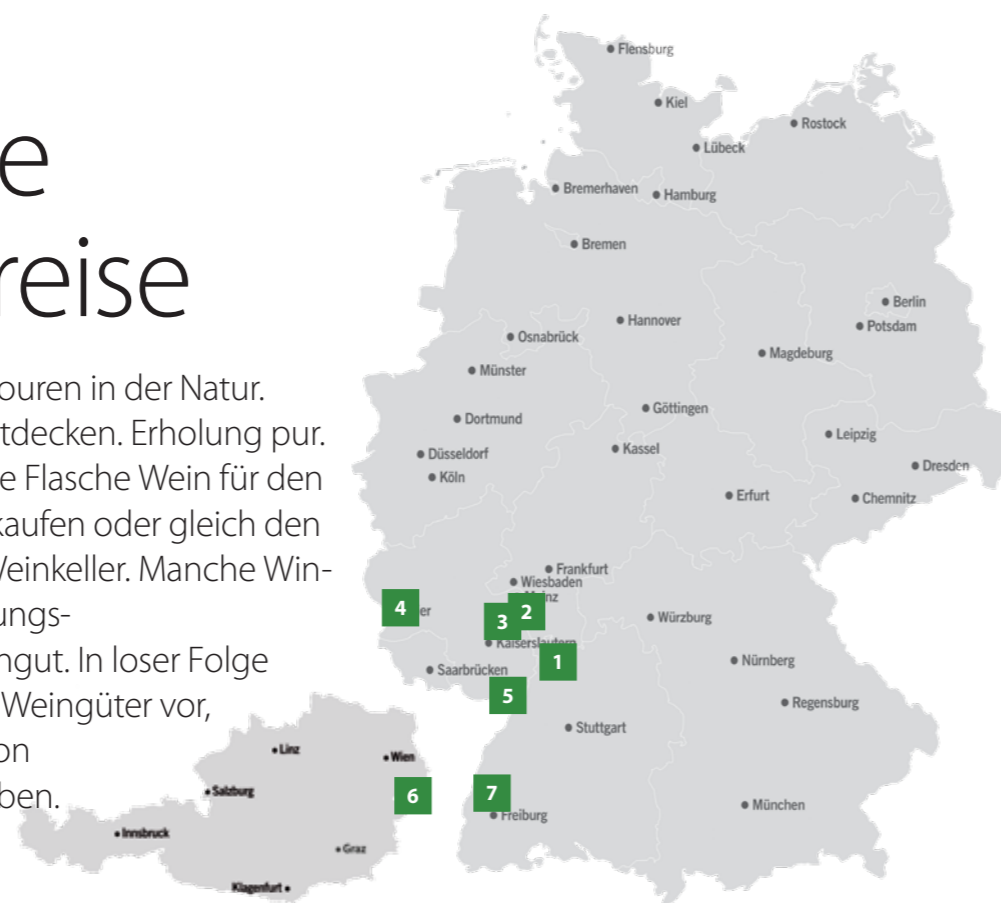 e
reise
ouren in der Natur.
tdecken. Erholung pur.
e Flasche Wein für den
kaufen oder gleich den
Weinkeller. Manche Win-
ungs-
ngut. In loser Folge
Weingüter vor,
on
ben.
Flensburg
Kiel
Rostock
Lübeck
Bremerhaven
Hamburg
Bremen
Berlin
Hannover
Potsdam
Osnabrück
Magdeburg
Münster
Göttingen
Dortmund
Leipzig
Kassel
Düsseldorf
Dresden
Köln
Erfurt
Chemnitz
Frankfurt
Wiesbaden
nz
4 er
2
3
Würzburg
Kaiserslautern
1
Nürnberg
Saarbrücken
5
Regensburg
Stuttgart
Linz
Wien
Salzburg
6
7
München
Freiburg
Innsbruck
Graz
Klagenfurt